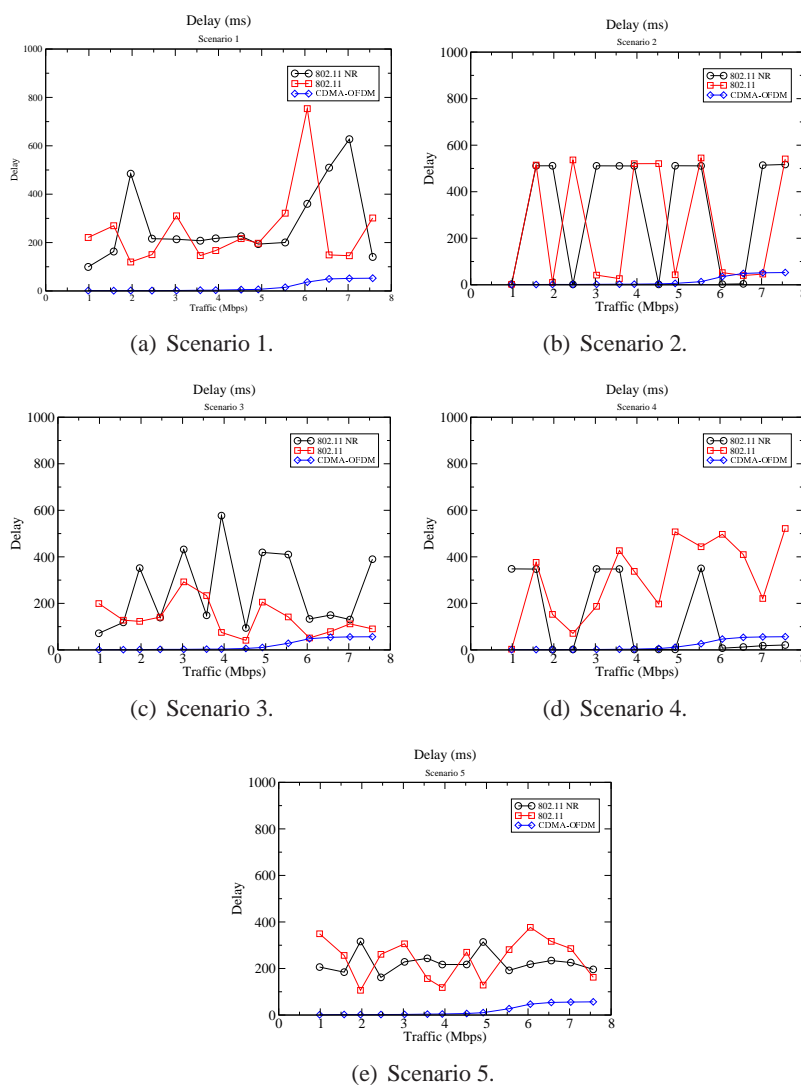 Delay (ms)
Scenario 1
1000
800
600
400
200
0
Delay
802.11 NR
802.11
CDMA-OFDM
0 1 2 3 4 5 6 7 8
Traffic (Mbps)
(a) Scenario 1.
Delay (ms)
Scenario 2
1000
800
600
400
200
0
Delay
802.11 NR
802.11
CDMA-OFDM
0 1 2 3 4 5 6 7 8
Traffic (Mbps)
(b) Scenario 2.
Delay (ms)
Scenario 3
1000
800
600
400
200
0
Delay
802.11 NR
802.11
CDMA-OFDM
0 1 2 3 4 5 6 7 8
Traffic (Mbps)
(c) Scenario 3.
Delay (ms)
Scenario 4
1000
800
600
400
200
0
Delay
802.11 NR
802.11
CDMA-OFDM
0 1 2 3 4 5 6 7 8
Traffic (Mbps)
(d) Scenario 4.
Delay (ms)
Scenario 5
1000
800
600
400
200
0
Delay
802.11 NR
802.11
CDMA-OFDM
0 1 2 3 4 5 6 7 8
Traffic (Mbps)
(e) Scenario 5.